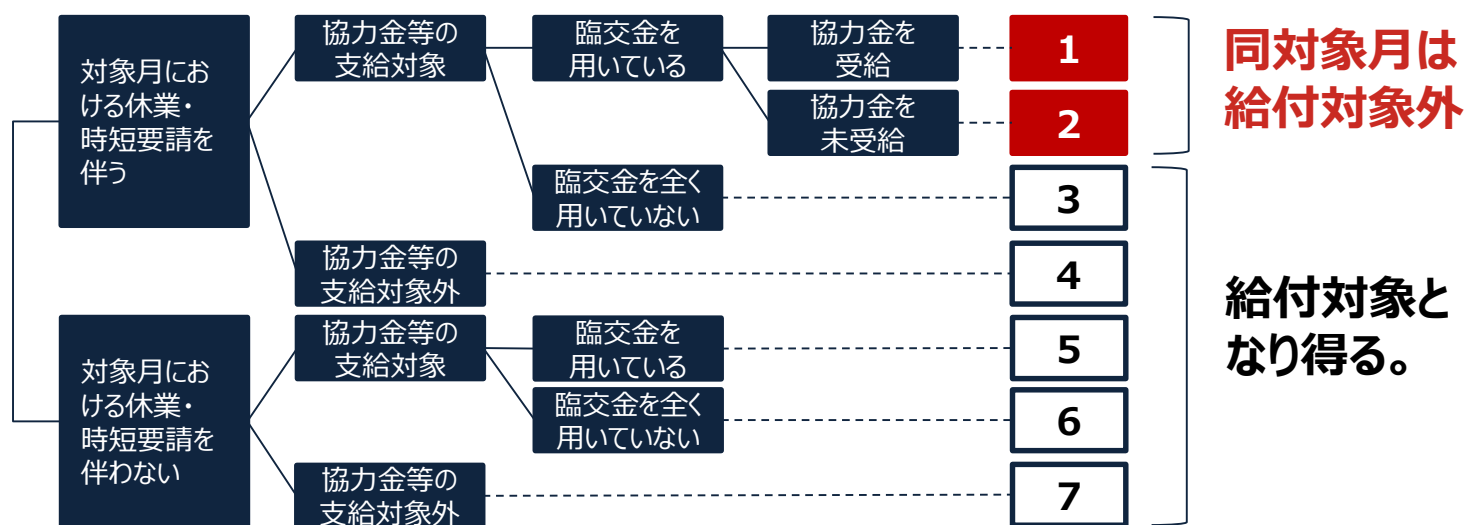 対象月にお
ける休業・
時短要請を
伴う
協力金等の
支給対象
臨交金を
用いている
協力金を
受給
1
協力金を
未受給
2
同対象月は
給付対象外
臨交金を全く
用いていない
3
協力金等の
支給対象外
4
対象月にお
ける休業・
時短要請を
伴わない
協力金等の
支給対象
臨交金を
用いている
5
臨交金を全く
用いていない
6
協力金等の
支給対象外
7
給付対象と
なり得る。